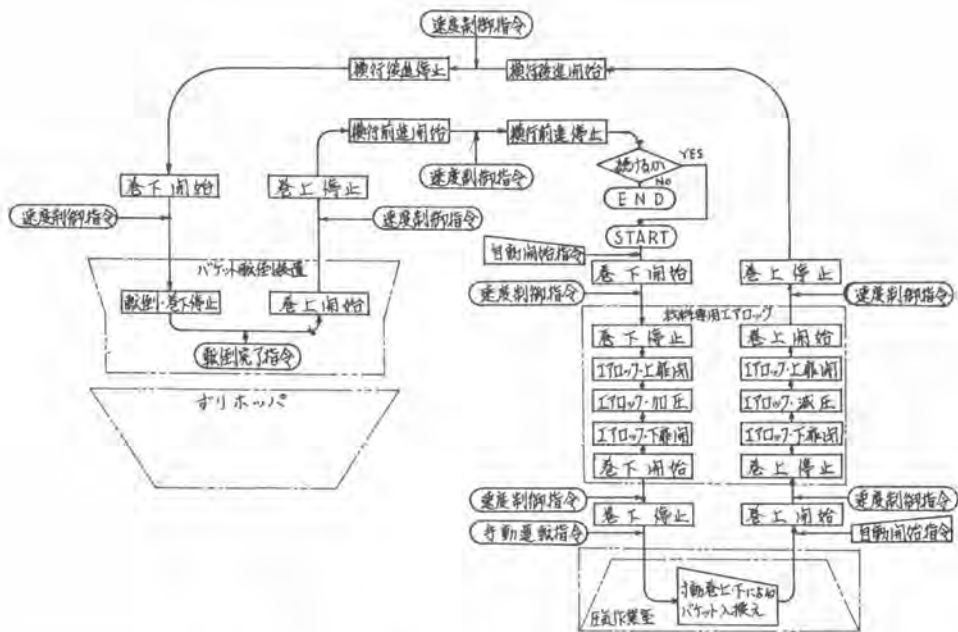 速度制御指令
横行後進停止
横行後進開始
横行前進開始
横行前進停止
速度制御指令
続けるか
YES
No
END
巻下開始
巻上停止
速度制御指令
速度制御指令
START
自動開始指令
巻下開始
巻上停止
速度制御指令
速度制御指令
バケット転倒装置
転倒・巻下停止
巻上開始
転倒完了指令
ずりホッパ
材料専用エアロック
巻下停止
巻上開始
エアロック・上扉閉
エアロック・上扉開
エアロック・加圧
エアロック・減圧
エアロック・下扉開
エアロック・下扉閉
巻下開始
巻上停止
速度制御指令
速度制御指令
巻下停止
巻上開始
手動運転指令
自動開始指令
手動巻上・下による
バケット入換え
圧気作業室